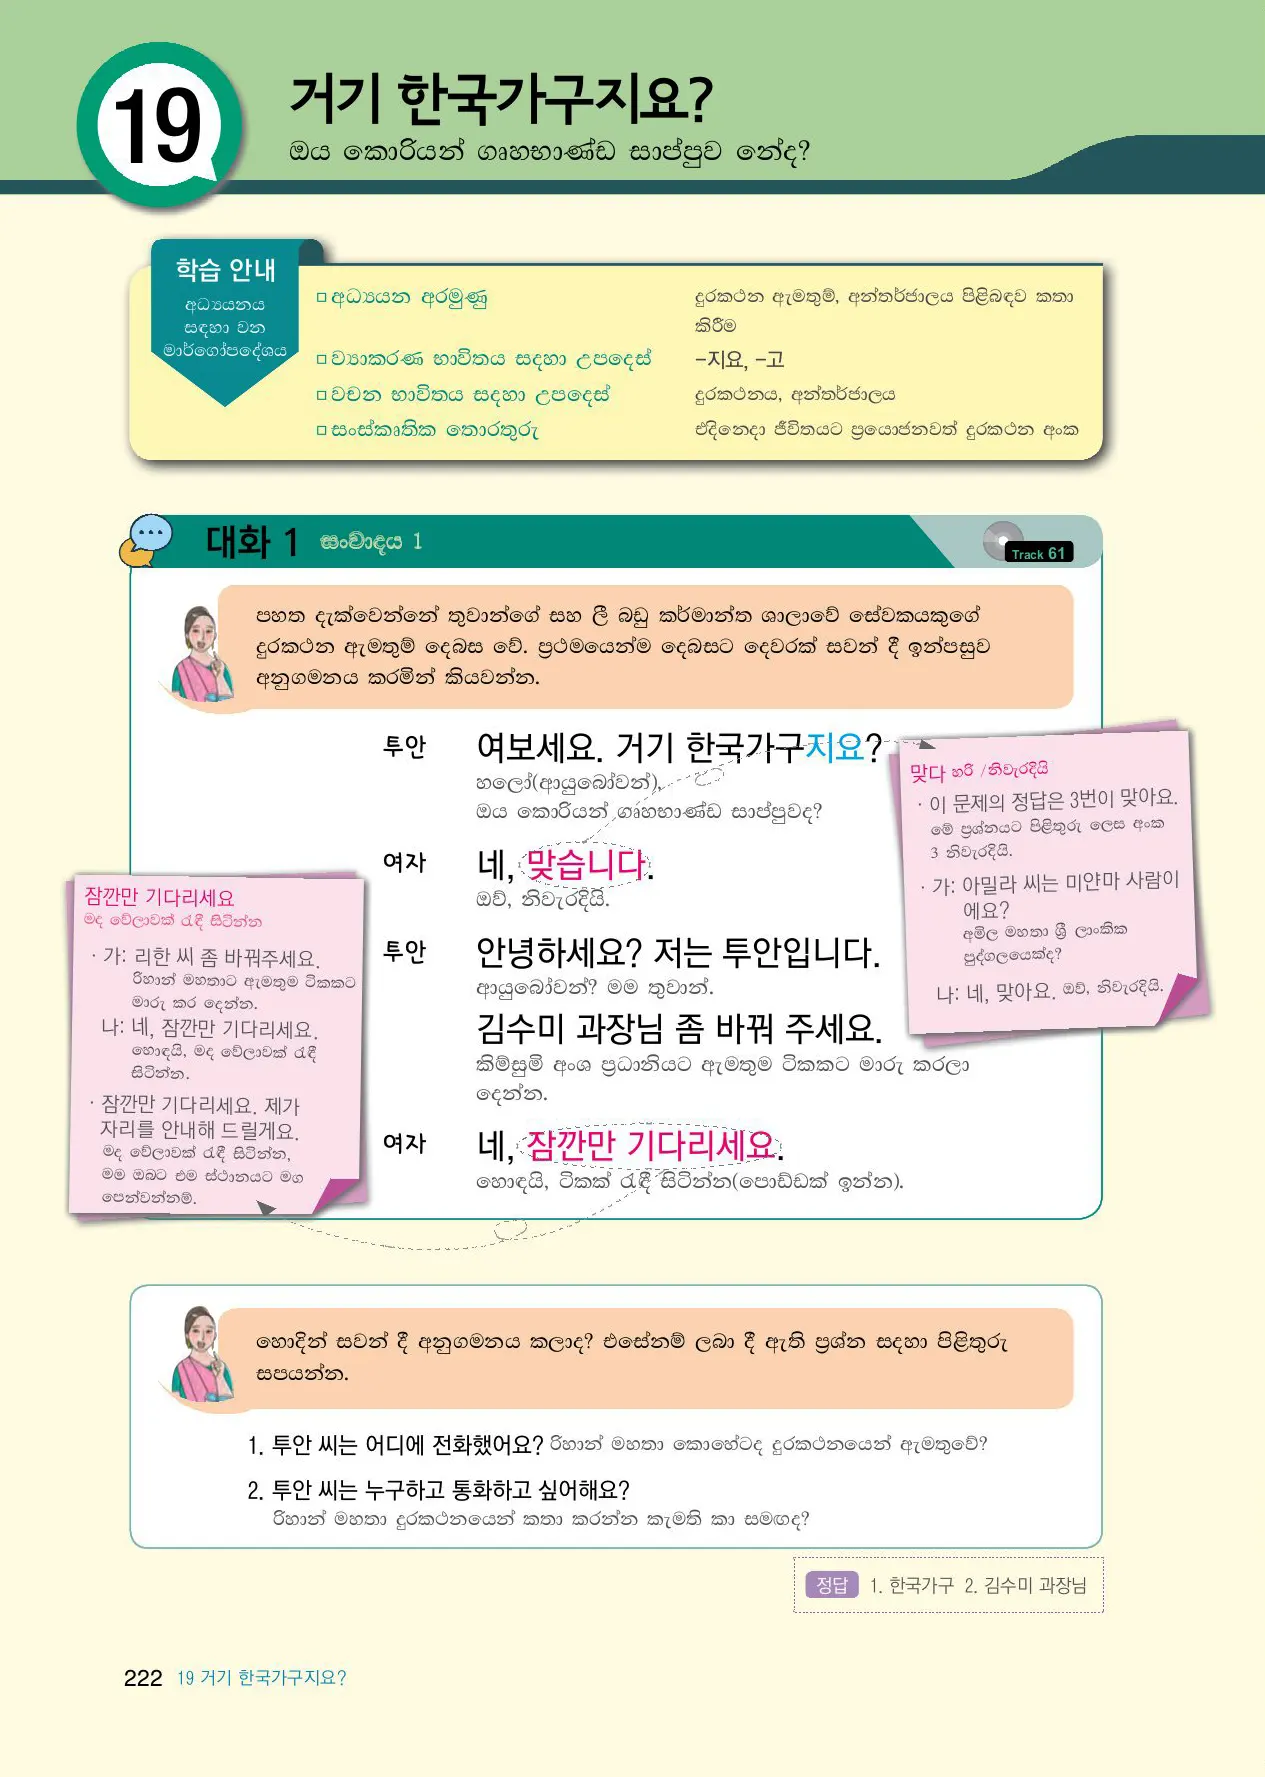 19
거기 한국가구지요?
ඔය කොරියන් ගෘහභාණ්ඩ සාප්පුව නේද?
학습 안내
අධ්‍යයනය
සඳහා වන
මාර්ගෝපදේශය
□ අධ්‍යයන අරමුණු
දුරකථන ඇමතුම්, අන්තර්ජාලය පිළිබඳව කතා
කිරීම
□ ව්‍යාකරණ භාවිතය සදහා උපදෙස්
-지요, -고
□ වචන භාවිතය සදහා උපදෙස්
දුරකථනය, අන්තර්ජාලය
□ සංස්කෘතික තොරතුරු
එදිනෙදා ජීවිතයට ප්‍රයොජනවත් දුරකථන අංක
대화 1 සංවාදය 1
Track 61
පහත දැක්වෙන්නේ තුවාන්ගේ සහ ලී බඩු කර්මාන්ත ශාලාවේ සේවකයකුගේ
දුරකථන ඇමතුම් දෙබස වේ. ප්‍රථමයෙන්ම දෙබසට දෙවරක් සවන් දී ඉන්පසුව
අනුගමනය කරමින් කියවන්න.
투안 여보세요. 거기 한국가구지요?
හලෝ(ආයුබෝවන්),
ඔය කොරියන් ගෘහභාණ්ඩ සාප්පුවද?
여자 네, 맞습니다.
ඔව්, නිවැරදියි.
투안 안녕하세요? 저는 투안입니다.
ආයුබෝවන්? මම තුවාන්.
김수미 과장님 좀 바꿔 주세요.
කිම්සුමි අංශ ප්‍රධානියට ඇමතුම ටිකකට මාරු කරලා
දෙන්න.
여자 네, 잠깐만 기다리세요.
හොඳයි, ටිකක් රැඳී සිටින්න(පොඩ්ඩක් ඉන්න).
맞다 හරි /නිවැරදියි
· 이 문제의 정답은 3번이 맞아요.
මේ ප්‍රශ්නයට පිළිතුරු ලෙස අංක
3 නිවැරදියි.
· 가: 아밀라 씨는 미얀마 사람이
에요?
අමිල මහතා ශ්‍රී ලාංකික
පුද්ගලයෙක්ද?
나: 네, 맞아요. ඔව්, නිවැරදියි.
잠깐만 기다리세요
මද වේලාවක් රැඳී සිටින්න
· 가: 리한 씨 좀 바꿔주세요.
රිහාන් මහතාට ඇමතුම ටිකකට
මාරු කර දෙන්න.
나: 네, 잠깐만 기다리세요.
හොඳයි, මද වේලාවක් රැඳී
සිටින්න.
· 잠깐만 기다리세요. 제가
자리를 안내해 드릴게요.
මද වේලාවක් රැඳී සිටින්න,
මම ඔබට එම ස්ථානයට මග
පෙන්වන්නම්.
හොදින් සවන් දී අනුගමනය කලාද? එසේනම් ලබා දී ඇති ප්‍රශ්න සදහා පිළිතුරු
සපයන්න.
1. 투안 씨는 어디에 전화했어요? රිහාන් මහතා කොහේටද දුරකථනයෙන් ඇමතුවේ?
2. 투안 씨는 누구하고 통화하고 싶어해요?
රිහාන් මහතා දුරකථනයෙන් කතා කරන්න කැමති කා සමඟද?
정답 1. 한국가구 2. 김수미 과장님
222 19 거기 한국가구지요?